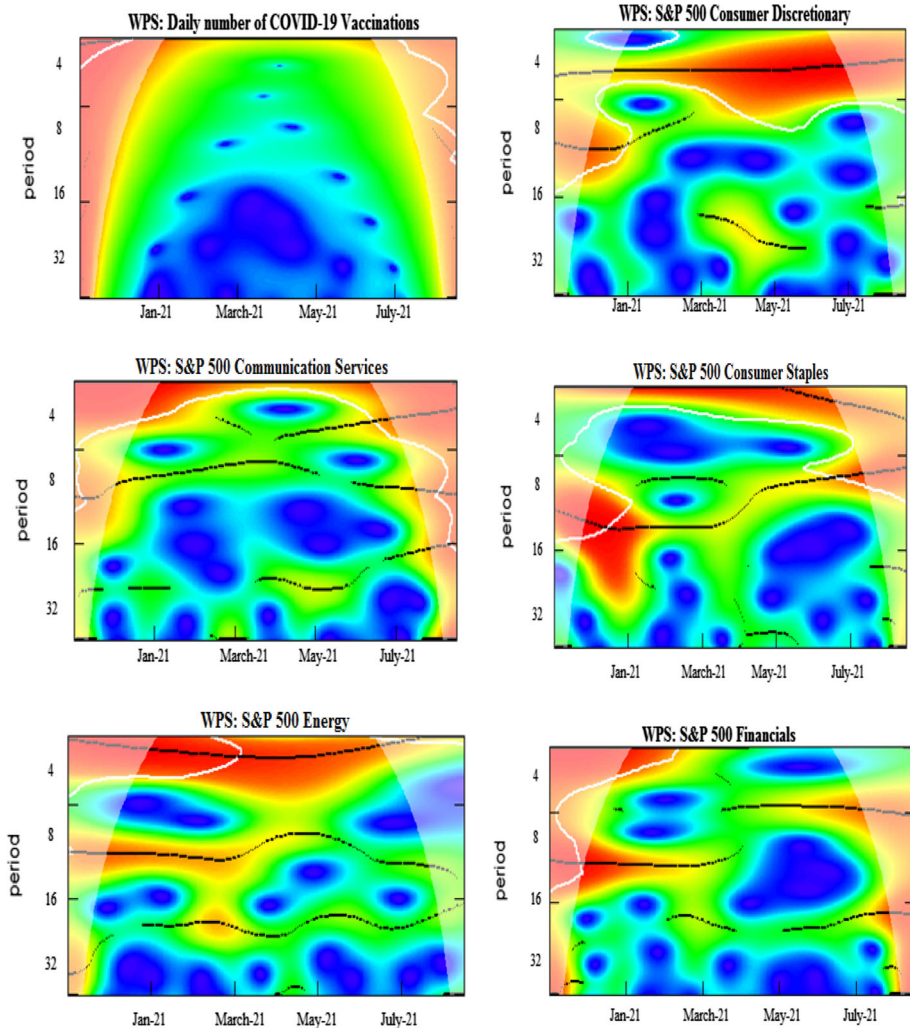 WPS: Daily number of COVID-19 Vaccinations
period
4
8
16
32
Jan-21 March-21 May-21 July-21
WPS: S&P 500 Consumer Discretionary
period
4
8
16
32
Jan-21 March-21 May-21 July-21
WPS: S&P 500 Communication Services
period
4
8
16
32
Jan-21 March-21 May-21 July-21
WPS: S&P 500 Consumer Staples
period
4
8
16
32
Jan-21 March-21 May-21 July-21
WPS: S&P 500 Energy
period
4
8
16
32
Jan-21 March-21 May-21 July-21
WPS: S&P 500 Financials
period
4
8
16
32
Jan-21 March-21 May-21 July-21